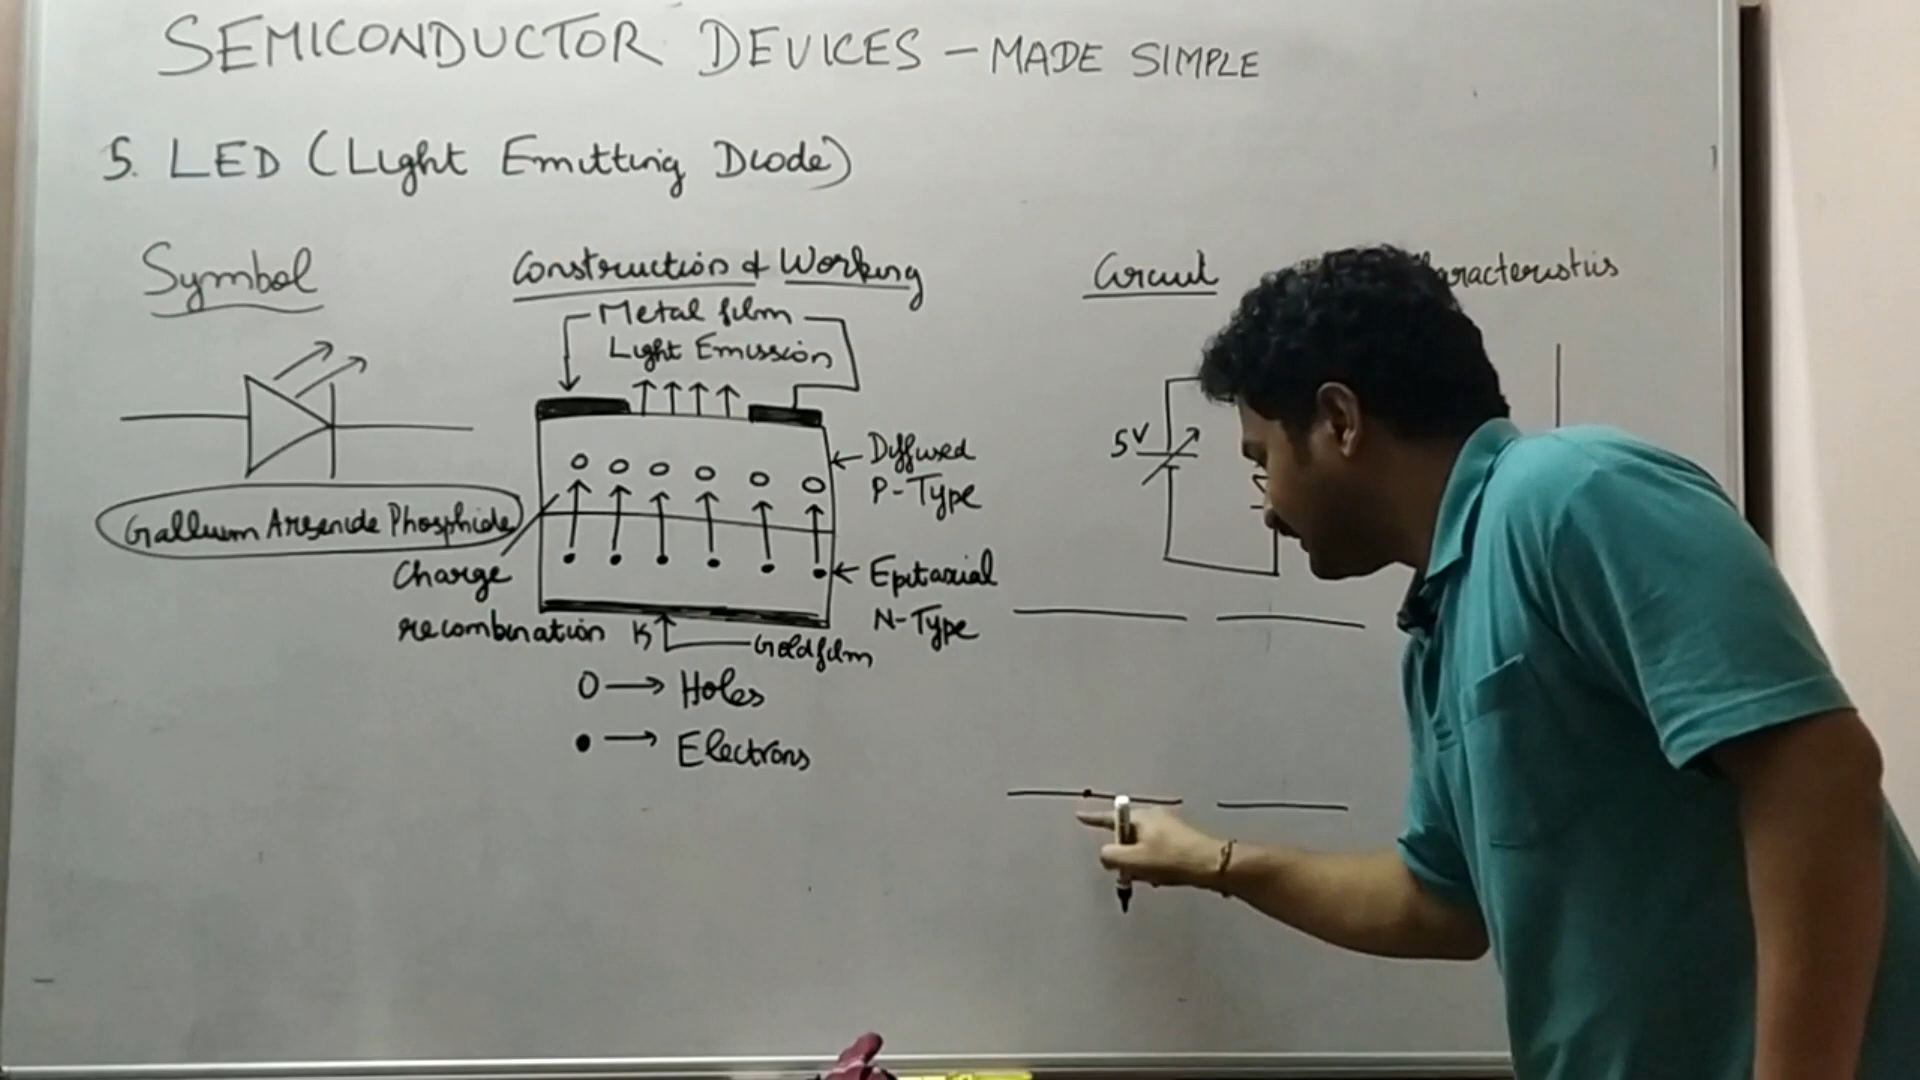 SEMICONDUCTOR DEVICES - MADE SIMPLE
5. LED (Light Emitting Diode)
Symbol
Construction & Working
Circuit
aracteristics
Metal film
Light Emission
5V
Diffused
P-Type
Gallium Arsenide Phosphide
Charge
recombination
Epitaxial
N-Type
K
Goldfilm
O → Holes
• → Electrons